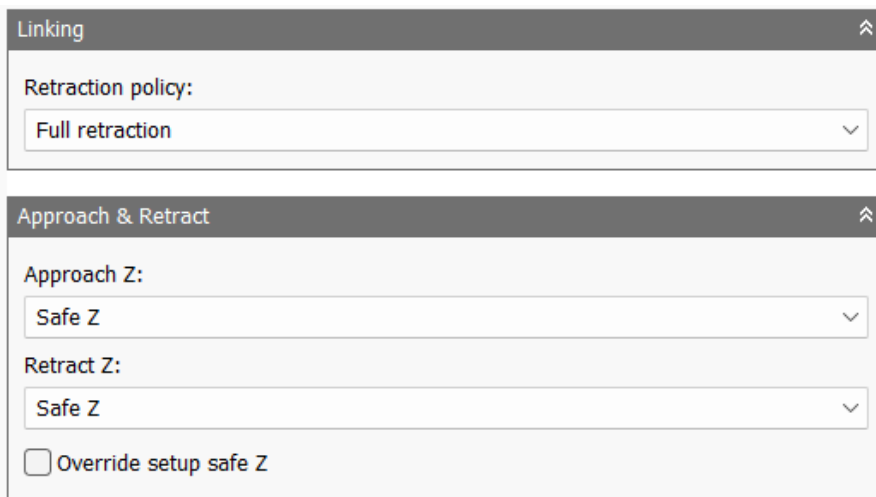 Linking
Retraction policy:
Full retraction
Approach & Retract
Approach Z:
Safe Z
Retract Z:
Safe Z
Override setup safe Z